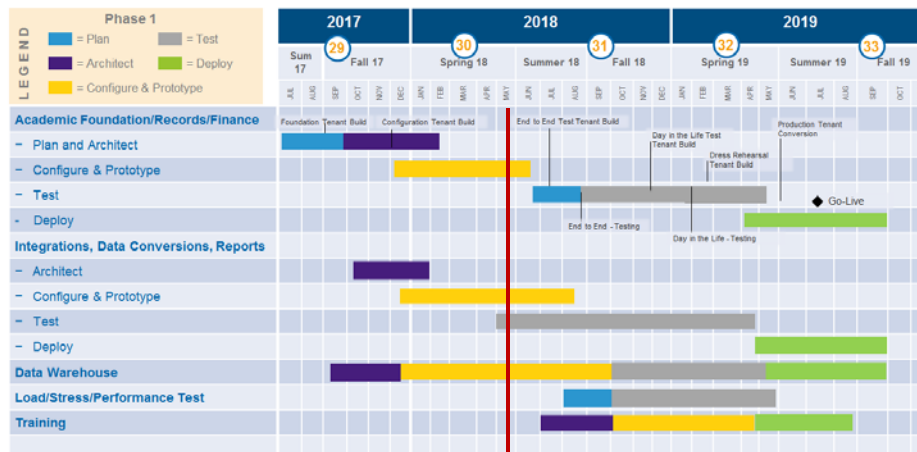 LEGEND
Phase 1
= Plan
= Test
= Architect
= Deploy
= Configure & Prototype
2017
2018
2019
29
30
31
32
33
Sum 17
Fall 17
Spring 18
Summer 18
Fall 18
Spring 19
Summer 19
Fall 19
JUL AUG SEP OCT NOV DEC JAN FEB MAR APR MAY JUN JUL AUG SEP OCT NOV DEC JAN FEB MAR APR MAY JUN JUL AUG SEP OCT
Academic Foundation/Records/Finance
Foundation Tenant Build
Configuration Tenant Build
End to End Test Tenant Build
Day in the Life Test
Tenant Build
Dress Rehearsal
Tenant Build
Production Tenant
Conversion
– Plan and Architect
– Configure & Prototype
– Test
Go-Live
- Deploy
End to End - Testing
Day in the Life - Testing
Integrations, Data Conversions, Reports
– Architect
– Configure & Prototype
– Test
– Deploy
Data Warehouse
Load/Stress/Performance Test
Training